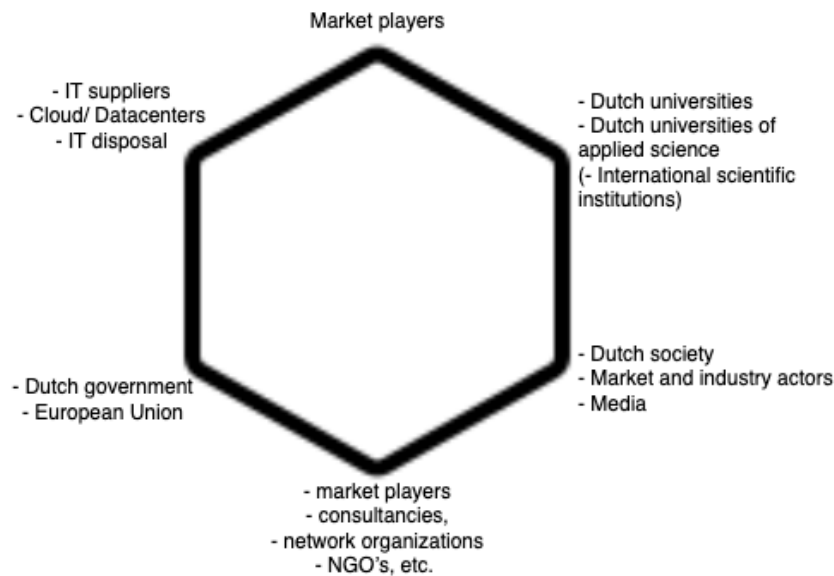 Market players
- IT suppliers
- Cloud/ Datacenters
- IT disposal
- Dutch universities
- Dutch universities of
applied science
(- International scientific
institutions)
- Dutch government
- European Union
- Dutch society
- Market and industry actors
- Media
- market players
- consultancies,
- network organizations
- NGO's, etc.